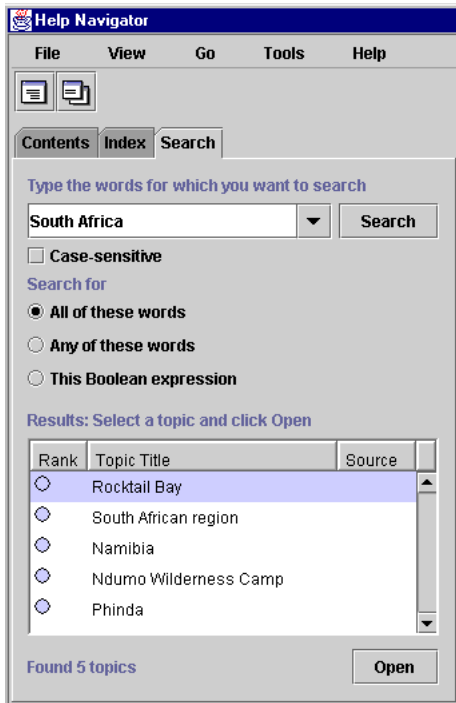 Help Navigator
File View Go Tools Help
Contents Index Search
Type the words for which you want to search
South Africa Search
Case-sensitive
Search for
All of these words
Any of these words
This Boolean expression
Results: Select a topic and click Open
Rank Topic Title Source
Rocktail Bay
South African region
Namibia
Ndumo Wilderness Camp
Phinda
Found 5 topics Open